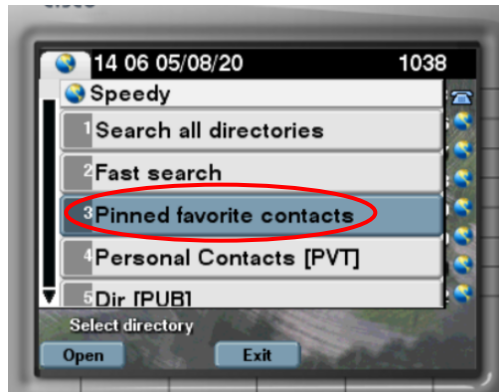 14 06 05/08/20 1038
Speedy
1 Search all directories
2 Fast search
3 Pinned favorite contacts
4 Personal Contacts [PVT]
5 Dir [PUB]
Select directory
Open Exit